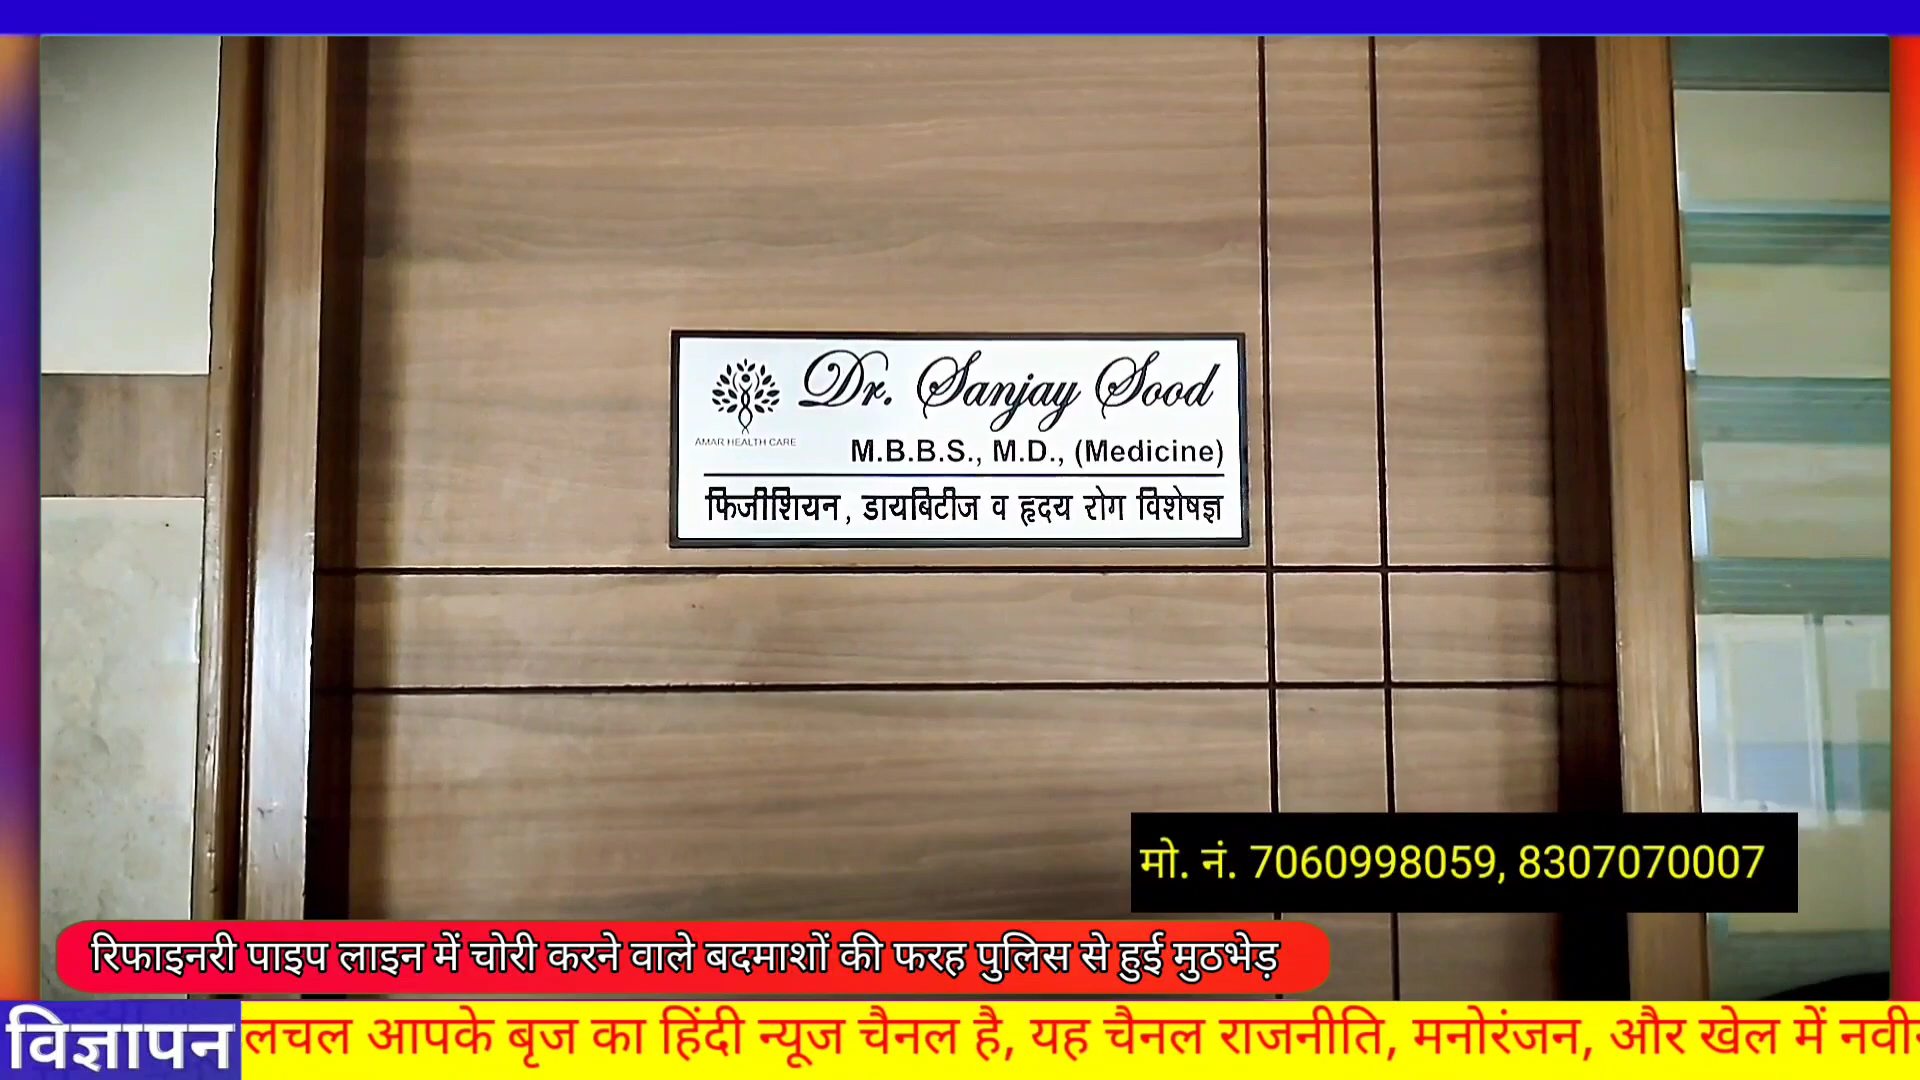 Dr. Sanjay Sood
AMAR HEALTH CARE
M.B.B.S., M.D., (Medicine)
फिजीशियन, डायबिटीज व हृदय रोग विशेषज्ञ
मो. नं. 7060998059, 8307070007
रिफाइनरी पाइप लाइन में चोरी करने वाले बदमाशों की फरह पुलिस से हुई मुठभेड़
विज्ञापन
लचल आपके बृज का हिंदी न्यूज चैनल है, यह चैनल राजनीति, मनोरंजन, और खेल में नवीन